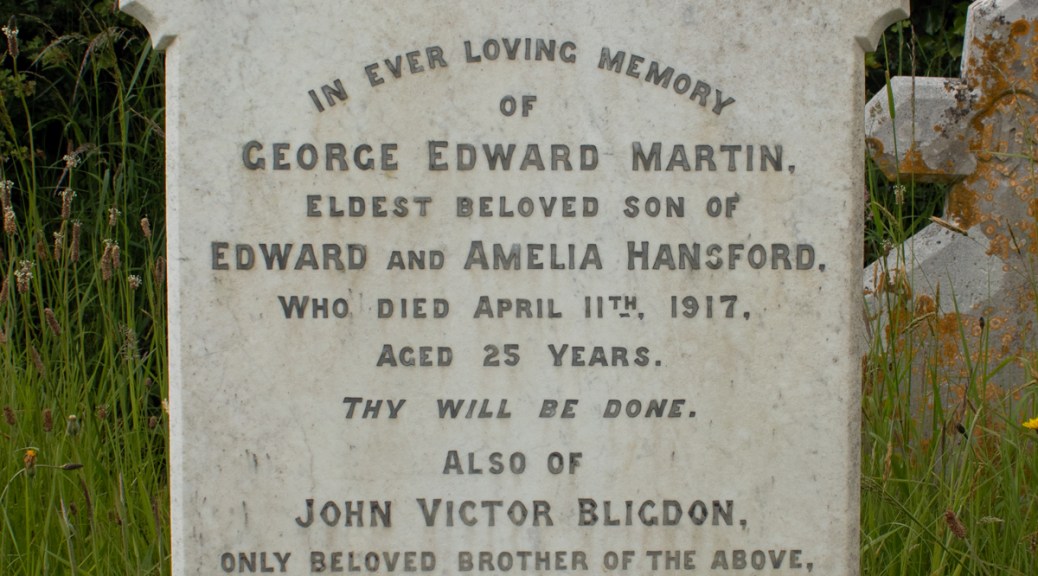 IN EVER LOVING MEMORY
OF
GEORGE EDWARD MARTIN,
ELDEST BELOVED SON OF
EDWARD AND AMELIA HANSFORD,
WHO DIED APRIL 11TH, 1917,
AGED 25 YEARS.
THY WILL BE DONE.
ALSO OF
JOHN VICTOR BLIGDON,
ONLY BELOVED BROTHER OF THE ABOVE,